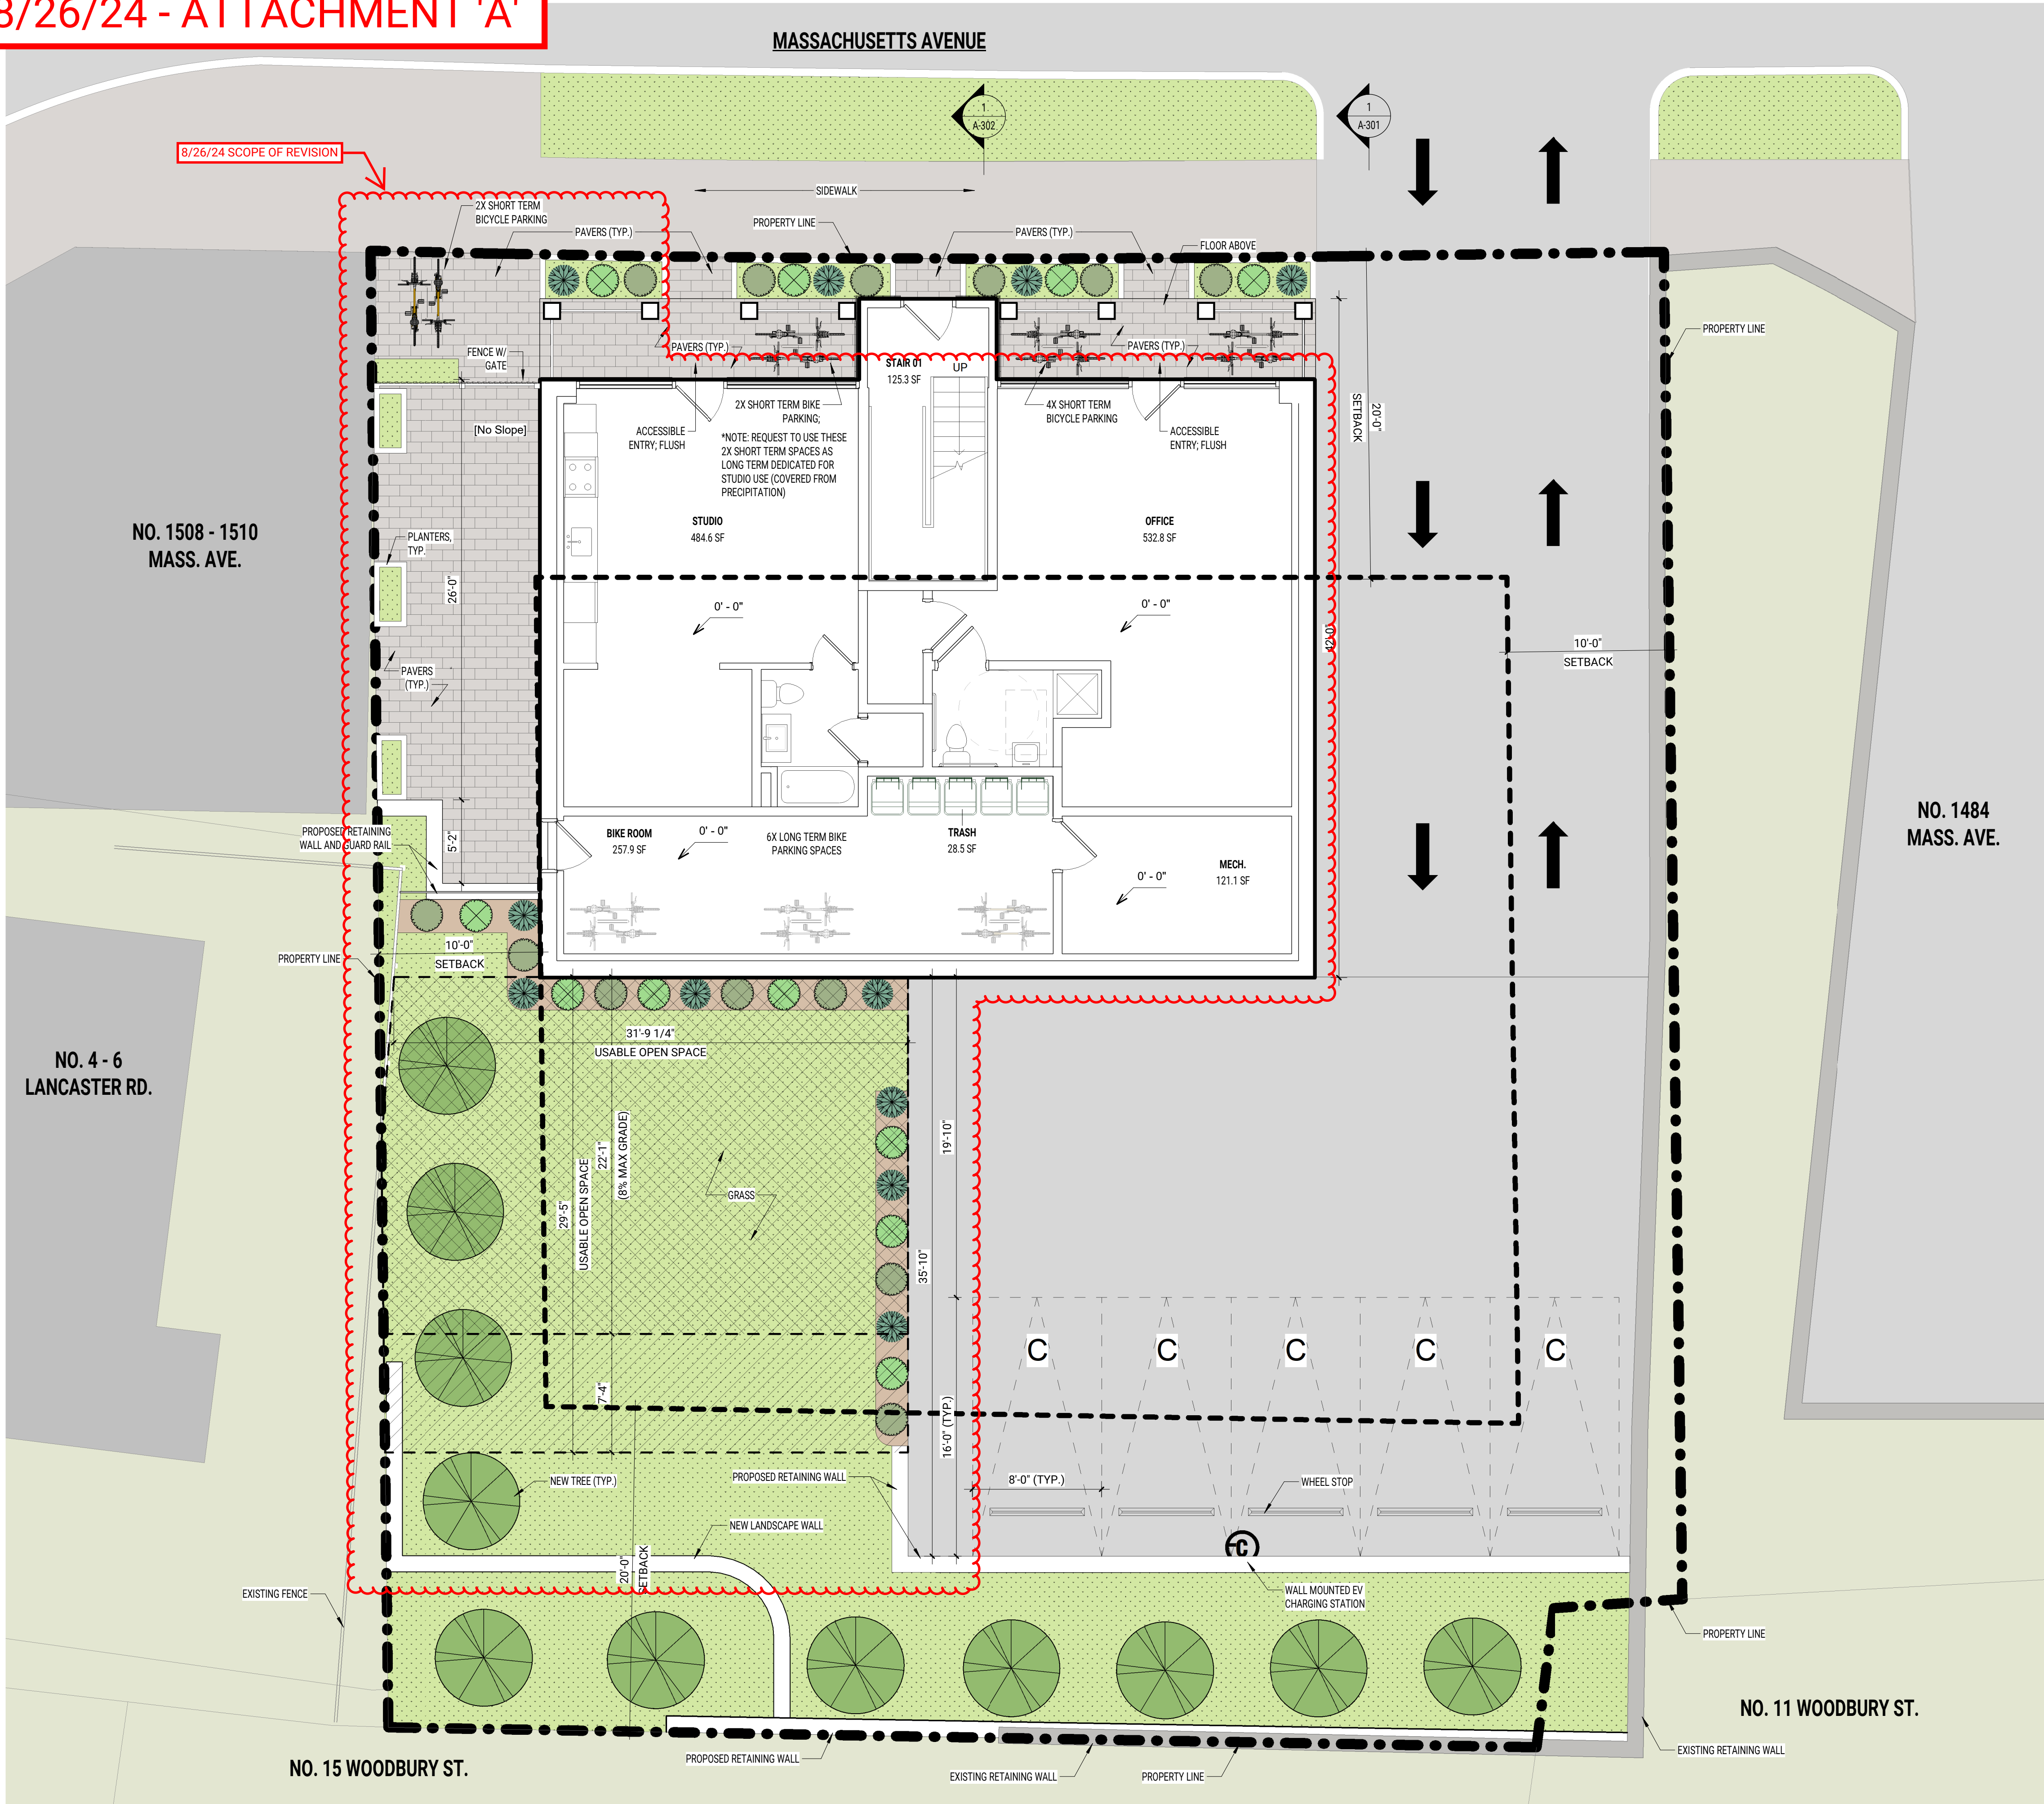 8/26/24 - ATTACHMENT 'A'
MASSACHUSETTS AVENUE
1
A-302
1
A-301
8/26/24 SCOPE OF REVISION
SIDEWALK
2X SHORT TERM
BICYCLE PARKING
PAVERS (TYP.)
PROPERTY LINE
PAVERS (TYP.)
FLOOR ABOVE
PROPERTY LINE
FENCE W/
GATE
PAVERS (TYP.)
PAVERS (TYP.)
STAIR 01
125.3 SF
UP
[No Slope]
ACCESSIBLE
ENTRY; FLUSH
2X SHORT TERM BIKE
PARKING;
*NOTE: REQUEST TO USE THESE
2X SHORT TERM SPACES AS
LONG TERM DEDICATED FOR
STUDIO USE (COVERED FROM
PRECIPITATION)
4X SHORT TERM
BICYCLE PARKING
ACCESSIBLE
ENTRY; FLUSH
20'-0"
SETBACK
NO. 1508 - 1510
MASS. AVE.
STUDIO
484.6 SF
OFFICE
532.8 SF
PLANTERS,
TYP.
26'-0"
0' - 0"
0' - 0"
42'-0"
10'-0"
SETBACK
PAVERS
(TYP.)
PROPOSED RETAINING
WALL AND GUARD RAIL
5'-2"
BIKE ROOM
257.9 SF
0' - 0"
6X LONG TERM BIKE
PARKING SPACES
TRASH
28.5 SF
MECH.
121.1 SF
0' - 0"
NO. 1484
MASS. AVE.
10'-0"
SETBACK
PROPERTY LINE
31'-9 1/4"
USABLE OPEN SPACE
NO. 4 - 6
LANCASTER RD.
29'-5"
USABLE OPEN SPACE
22'-1"
(8% MAX GRADE)
GRASS
19'-10"
35'-10"
7'-4"
16'-0" (TYP.)
C
C
C
C
C
NEW TREE (TYP.)
PROPOSED RETAINING WALL
8'-0" (TYP.)
WHEEL STOP
NEW LANDSCAPE WALL
20'-0"
SETBACK
C
EXISTING FENCE
WALL MOUNTED EV
CHARGING STATION
PROPERTY LINE
NO. 11 WOODBURY ST.
NO. 15 WOODBURY ST.
PROPOSED RETAINING WALL
EXISTING RETAINING WALL
PROPERTY LINE
EXISTING RETAINING WALL